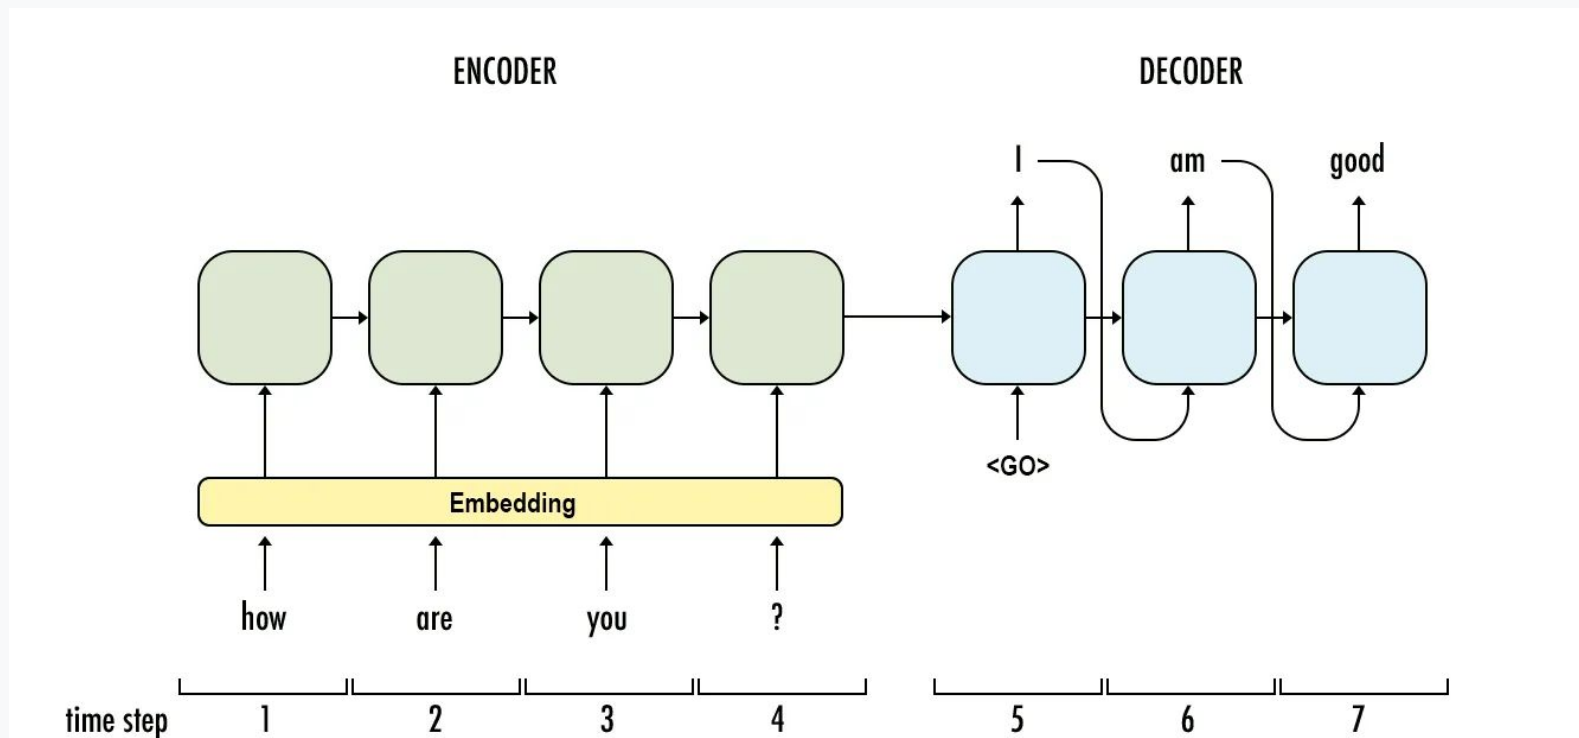 ENCODER DECODER
I am good
<GO>
Embedding
how are you ?
time step 1 2 3 4 5 6 7